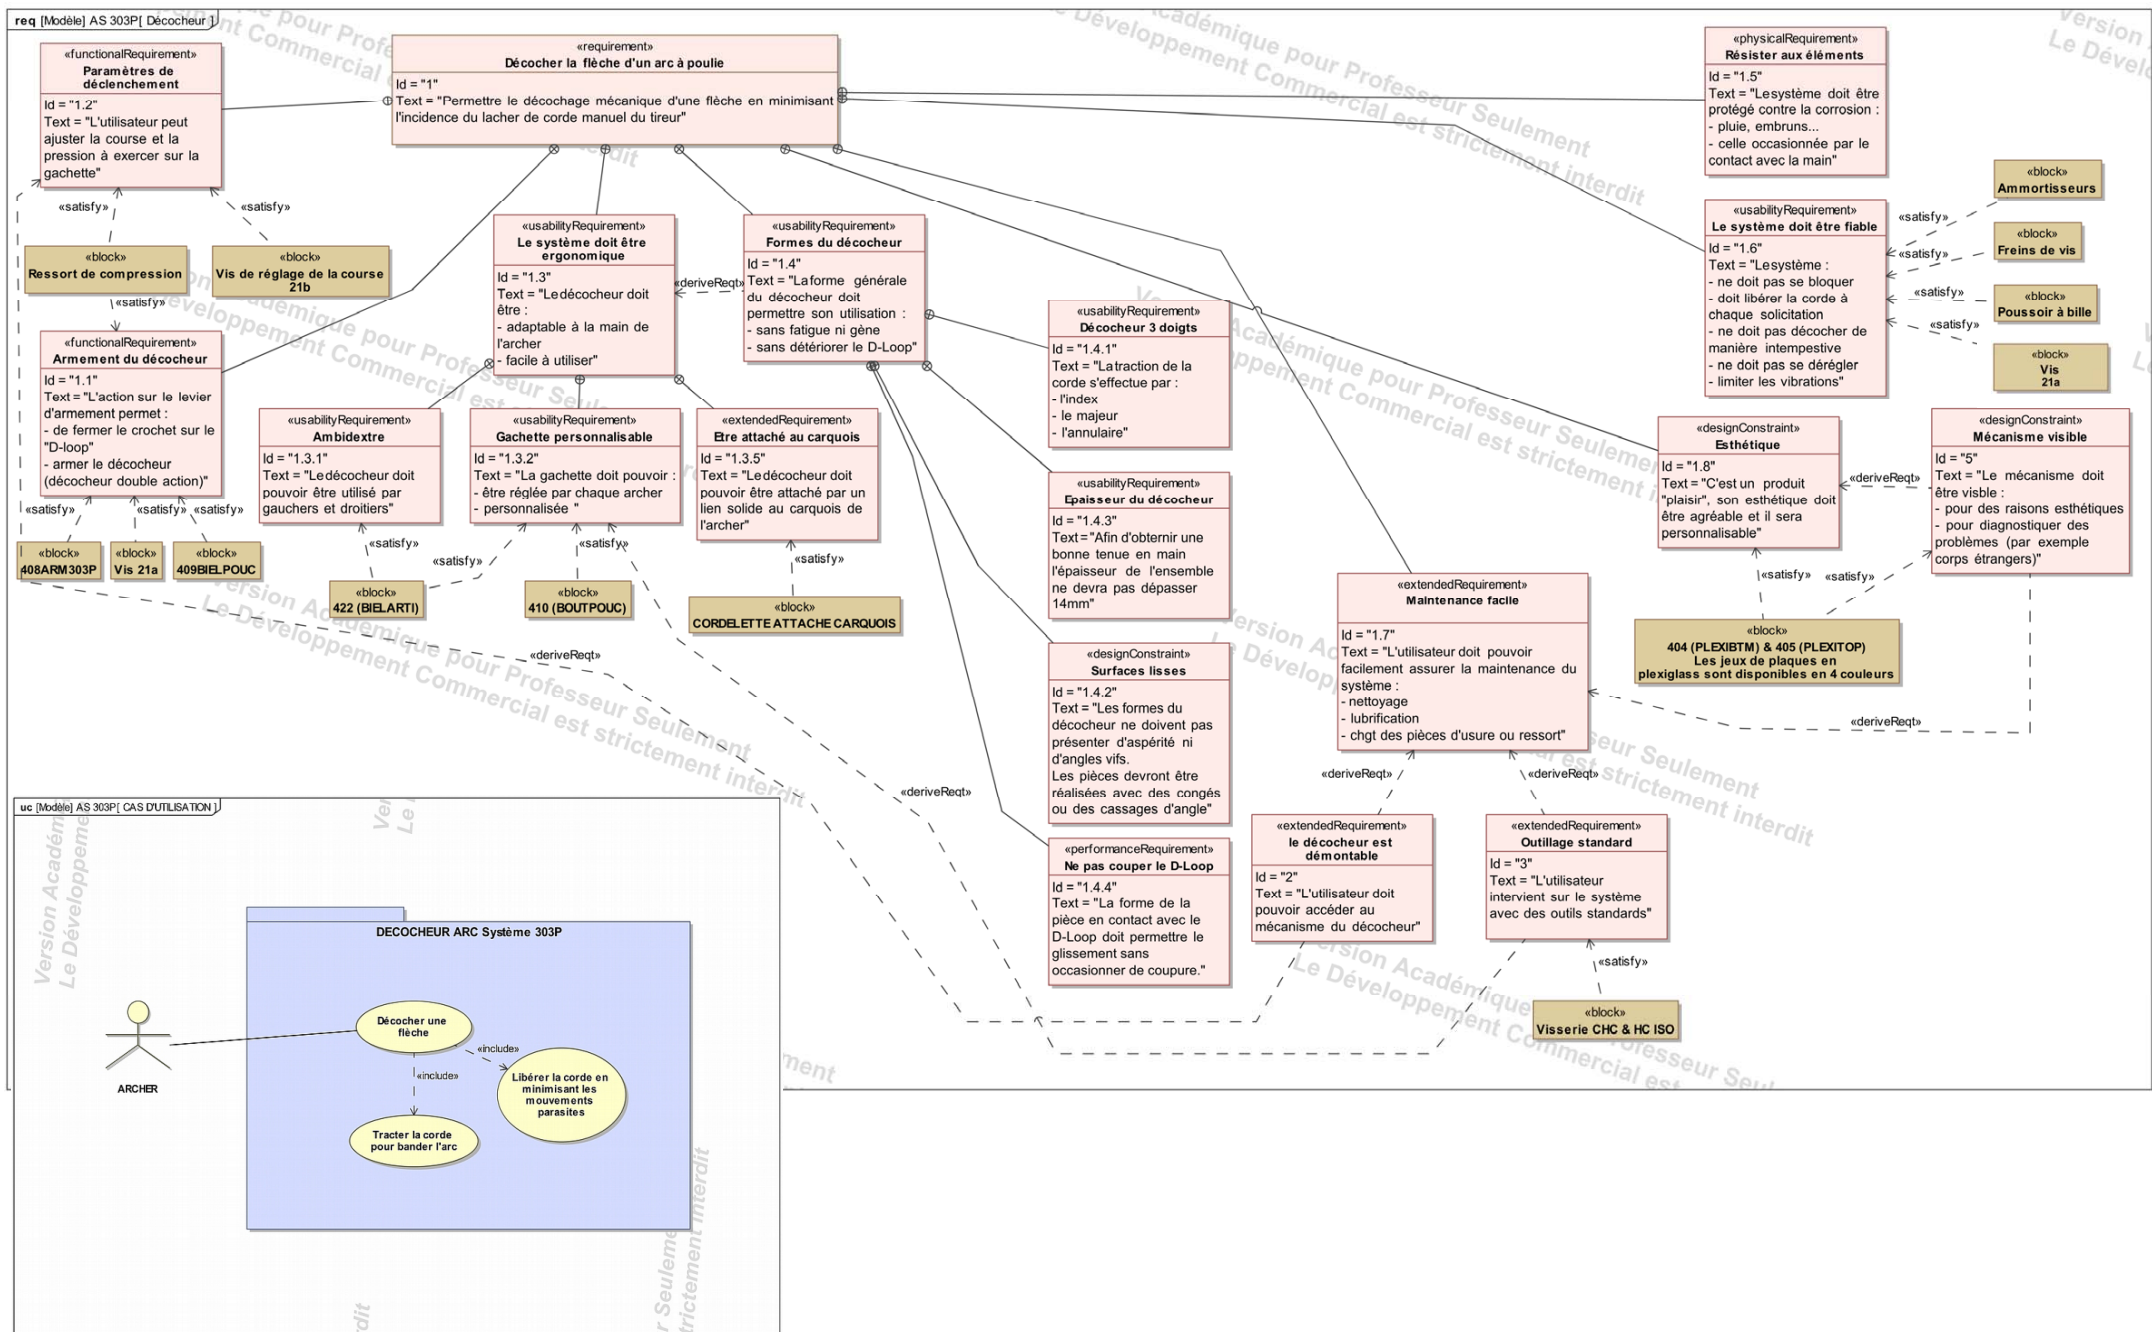 req [Modèle] AS 303P[ Décocheur ]
«functionalRequirement»
Paramètres de
déclenchement
Id = "1.2"
Text = "L'utilisateur peut
ajuster la course et la
pression à exercer sur la
gachette"
«requirement»
Décocher la flèche d'un arc à poulie
Id = "1"
Text = "Permettre le décochage mécanique d'une flèche en minimisant
l'incidence du lacher de corde manuel du tireur"
«physicalRequirement»
Résister aux éléments
Id = "1.5"
Text = "Lesystème doit être
protégé contre la corrosion :
- pluie, embruns...
- celle occasionnée par le
contact avec la main"
«satisfy»
«satisfy»
«block»
Ressort de compression
«block»
Vis de réglage de la course
21b
«satisfy»
«functionalRequirement»
Armement du décocheur
Id = "1.1"
Text = "L'action sur le levier
d'armement permet :
- de fermer le crochet sur le
"D-loop"
- armer le décocheur
(décocheur double action)"
«satisfy»
«satisfy»
«satisfy»
«block»
408ARM303P
«block»
Vis 21a
«block»
409BIELPOUC
«usabilityRequirement»
Le système doit être
ergonomique
Id = "1.3"
Text = "Ledécocheur doit
être :
- adaptable à la main de
l'archer
- facile à utiliser"
«deriveReqt»
«usabilityRequirement»
Formes du décocheur
Id = "1.4"
Text = "Laforme générale
du décocheur doit
permettre son utilisation :
- sans fatigue ni gène
- sans détériorer le D-Loop"
«usabilityRequirement»
Ambidextre
Id = "1.3.1"
Text = "Ledécocheur doit
pouvoir être utilisé par
gauchers et droitiers"
«usabilityRequirement»
Gachette personnalisable
Id = "1.3.2"
Text = "La gachette doit pouvoir :
- être réglée par chaque archer
- personnalisée "
«extendedRequirement»
Etre attaché au carquois
Id = "1.3.5"
Text = "Ledécocheur doit
pouvoir être attaché par un
lien solide au carquois de
l'archer"
«satisfy»
«satisfy»
«satisfy»
«satisfy»
«block»
422 (BIELARTI)
«block»
410 (BOUTPOUC)
«block»
CORDELETTE ATTACHE CARQUOIS
«deriveReqt»
«deriveReqt»
«usabilityRequirement»
Décocheur 3 doigts
Id = "1.4.1"
Text = "Latraction de la
corde s'effectue par :
- l'index
- le majeur
- l'annulaire"
«usabilityRequirement»
Epaisseur du décocheur
Id = "1.4.3"
Text = "Afin d'obternir une
bonne tenue en main
l'épaisseur de l'ensemble
ne devra pas dépasser
14mm"
«designConstraint»
Surfaces lisses
Id = "1.4.2"
Text = "Les formes du
décocheur ne doivent pas
présenter d'aspérité ni
d'angles vifs.
Les pièces devront être
réalisées avec des congés
ou des cassages d'angle"
«performanceRequirement»
Ne pas couper le D-Loop
Id = "1.4.4"
Text = "La forme de la
pièce en contact avec le
D-Loop doit permettre le
glissement sans
occasionner de coupure."
«usabilityRequirement»
Le système doit être fiable
Id = "1.6"
Text = "Lesystème :
- ne doit pas se bloquer
- doit libérer la corde à
chaque solicitation
- ne doit pas décocher de
manière intempestive
- ne doit pas se dérégler
- limiter les vibrations"
«satisfy»
«satisfy»
«satisfy»
«satisfy»
«block»
Ammortisseurs
«block»
Freins de vis
«block»
Poussoir à bille
«block»
Vis
21a
«designConstraint»
Esthétique
Id = "1.8"
Text = "C'est un produit
"plaisir", son esthétique doit
être agréable et il sera
personnalisable"
«deriveReqt»
«designConstraint»
Mécanisme visible
Id = "5"
Text = "Le mécanisme doit
être visble :
- pour des raisons esthétiques
- pour diagnostiquer des
problèmes (par exemple
corps étrangers)"
«satisfy»
«satisfy»
«block»
404 (PLEXIBTM) & 405 (PLEXITOP)
Les jeux de plaques en
plexiglass sont disponibles en 4 couleurs
«deriveReqt»
«extendedRequirement»
Maintenance facile
Id = "1.7"
Text = "L'utilisateur doit pouvoir
facilement assurer la maintenance du
système :
- nettoyage
- lubrification
- chgt des pièces d'usure ou ressort"
«deriveReqt»
«deriveReqt»
«extendedRequirement»
le décocheur est
démontable
Id = "2"
Text = "L'utilisateur doit
pouvoir accéder au
mécanisme du décocheur"
«extendedRequirement»
Outillage standard
Id = "3"
Text = "L'utilisateur
intervient sur le système
avec des outils standards"
«satisfy»
«block»
Visserie CHC & HC ISO
uc [Modèle] AS 303P[ CAS D'UTILISATION ]
DECOCHEUR ARC Système 303P
Décocher une
flèche
«include»
«include»
Libérer la corde en
minimisant les
mouvements
parasites
Tracter la corde
pour bander l'arc
ARCHER
Version Académique pour Professeur Seulement
Le Développement Commercial est strictement interdit